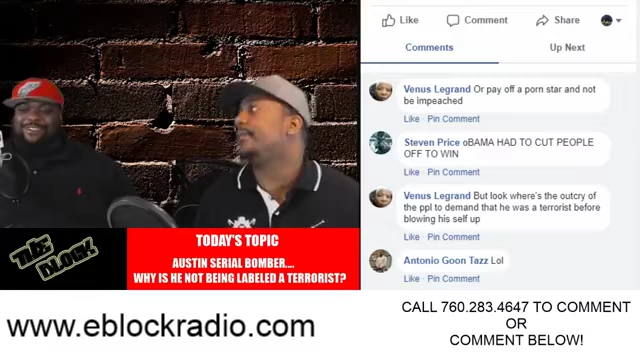 Like Comment Share
Comments Up Next
Venus Legrand Or pay off a porn star and not
be impeached
Like · Pin Comment
Steven Price oBAMA HAD TO CUT PEOPLE
OFF TO WIN
Like · Pin Comment
Venus Legrand But look where's the outcry of
the ppl to demand that he was a terrorist before
blowing his self up
Like · Pin Comment
Antonio Goon Tazz Lol
Like · Pin Comment
THE
BLOCK
TODAY'S TOPIC
AUSTIN SERIAL BOMBER....
WHY IS HE NOT BEING LABELED A TERRORIST?
www.eblockradio.com
CALL 760.283.4647 TO COMMENT
OR
COMMENT BELOW!